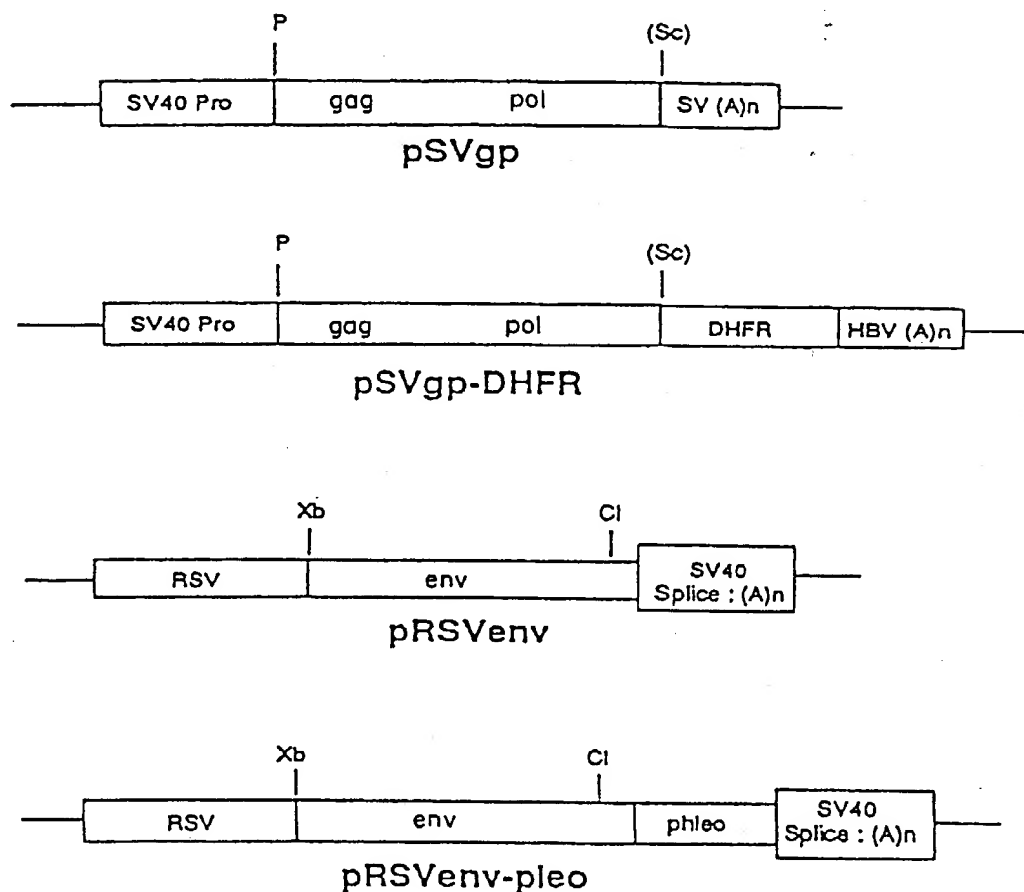 P (Sc)
SV40 Pro gag pol SV (A)n
pSVgp
P (Sc)
SV40 Pro gag pol DHFR HBV (A)n
pSVgp-DHFR
Xb Cl
RSV env SV40
Splice : (A)n
pRSVenv
Xb Cl
RSV env phleo SV40
Splice : (A)n
pRSVenv-pleo